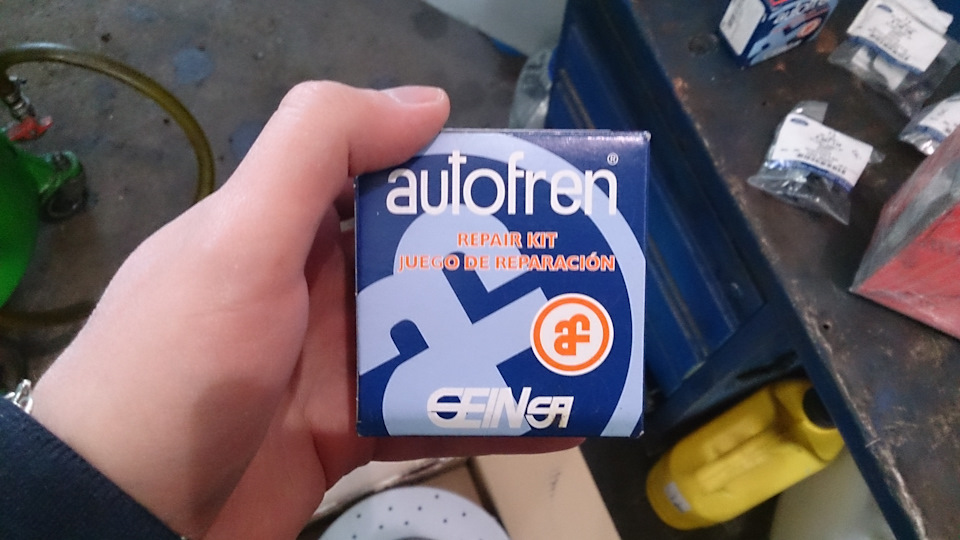 autofren®
REPAIR KIT
JUEGO DE REPARACIÓN
af
SEINSA